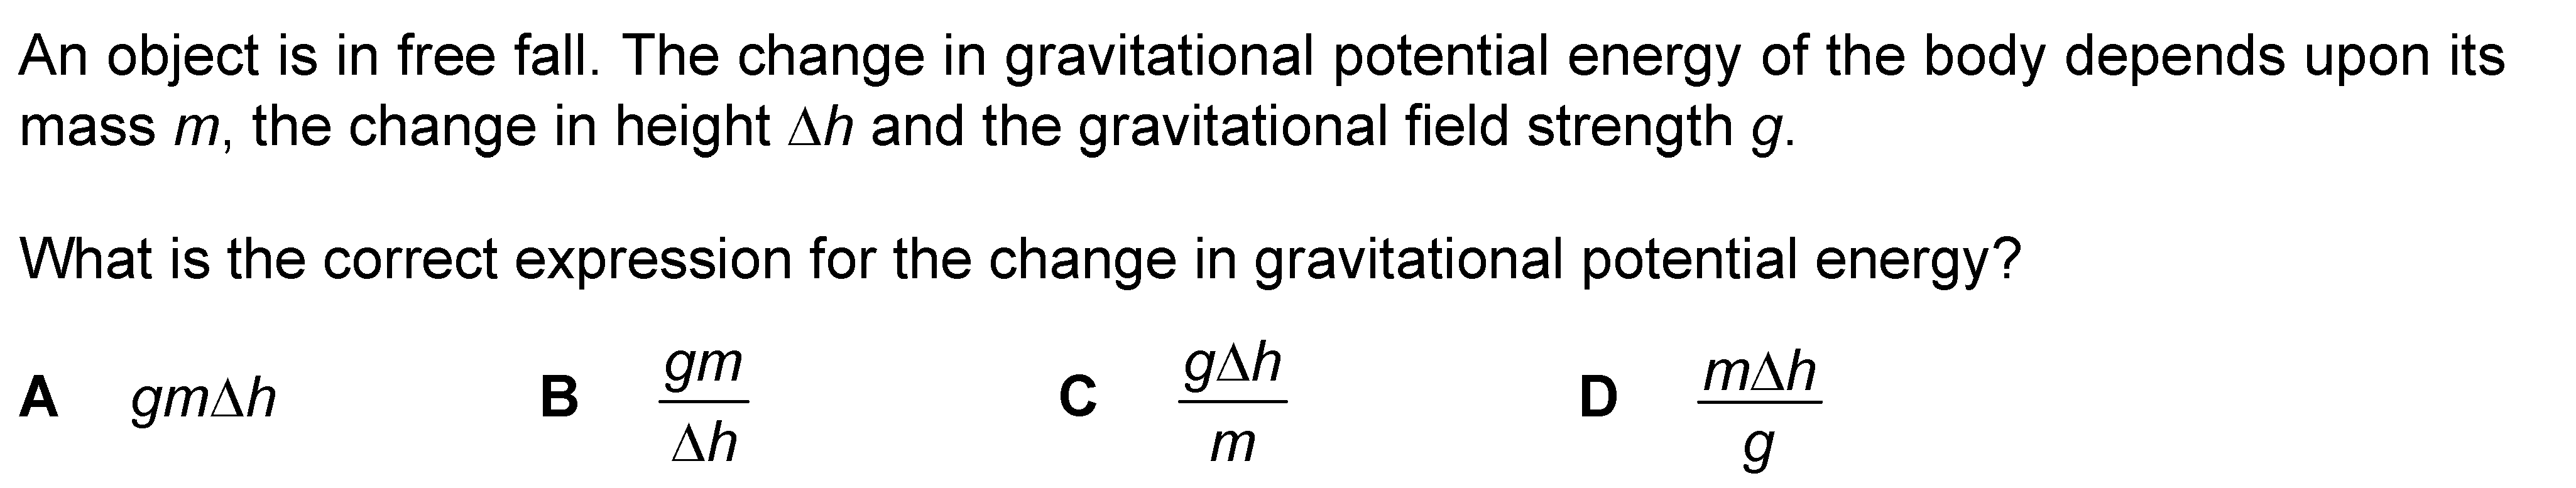 An object is in free fall. The change in gravitational potential energy of the body depends upon its
mass m, the change in height Δh and the gravitational field strength g.
What is the correct expression for the change in gravitational potential energy?
A gmΔh B gm/Δh C gΔh/m D mΔh/g